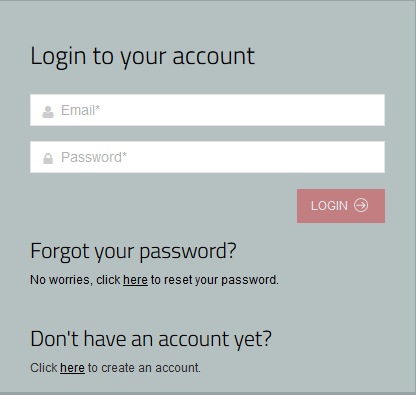 Login to your account
Email*
Password*
LOGIN
Forgot your password?
No worries, click here to reset your password.
Don't have an account yet?
Click here to create an account.